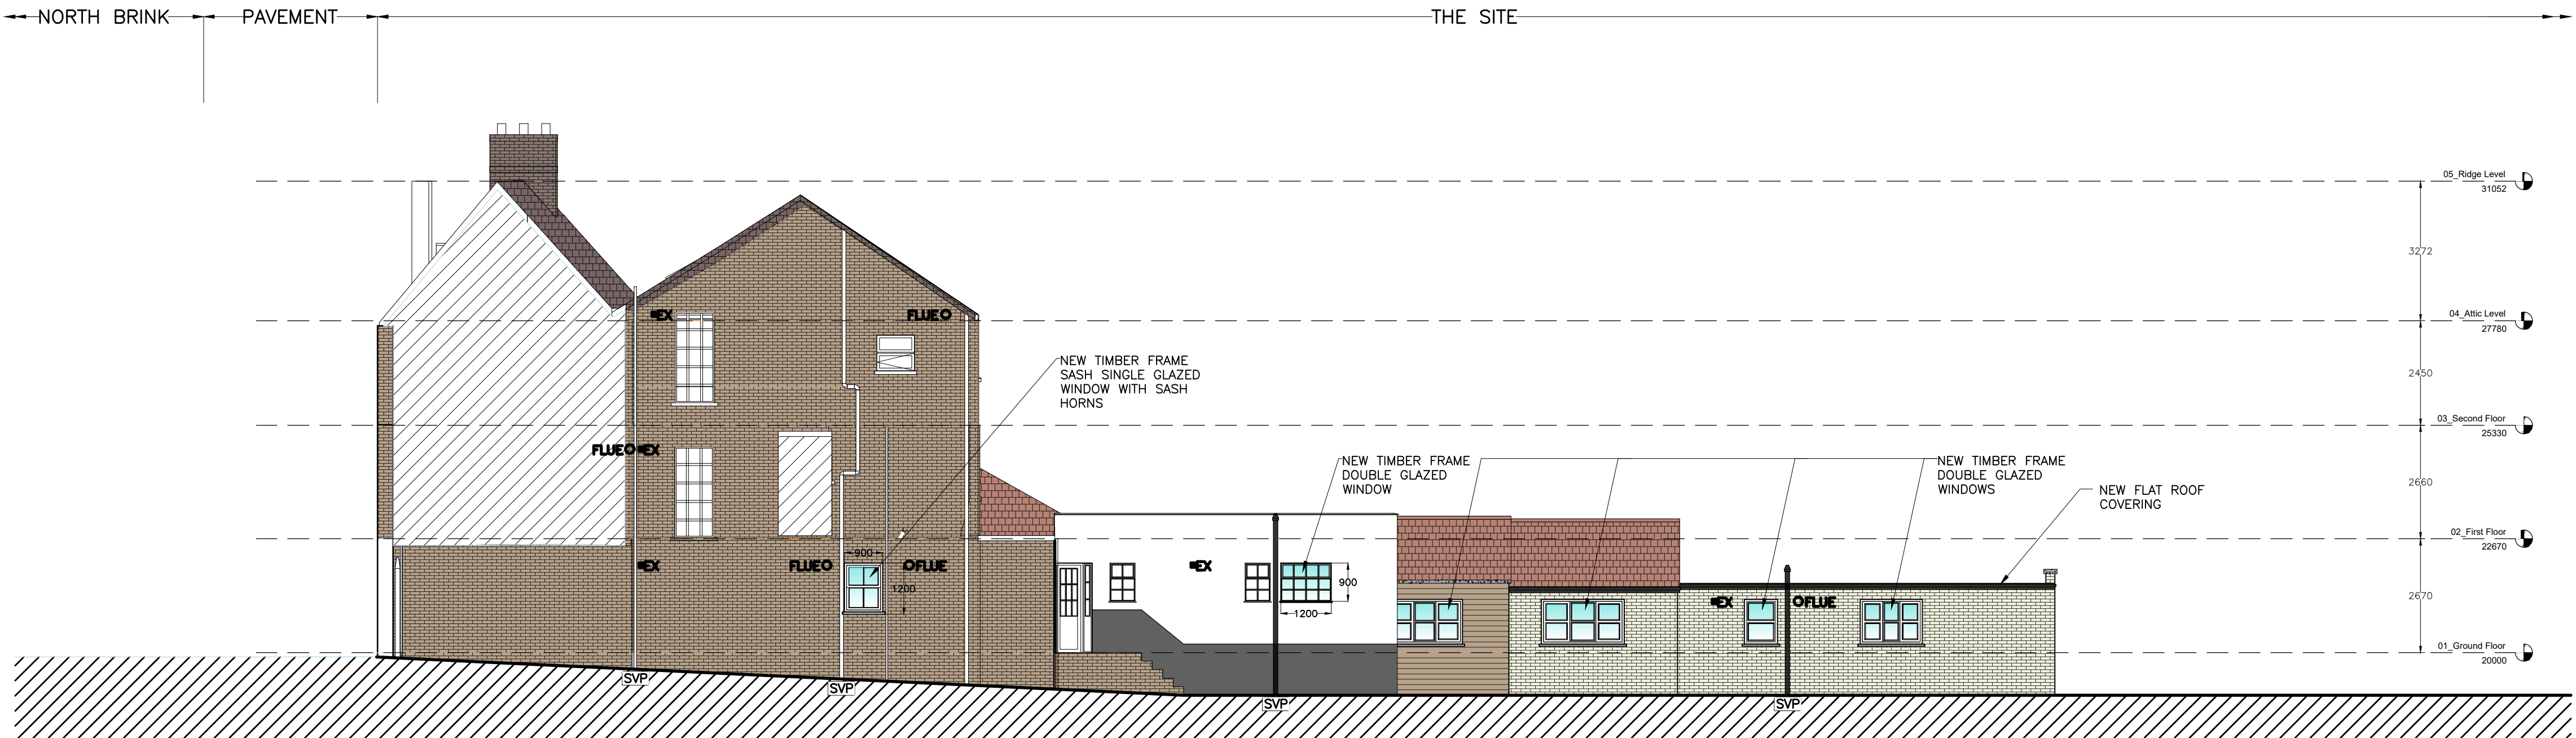 NORTH BRINK
PAVEMENT
THE SITE
05_Ridge Level
31052
3272
04_Attic Level
27780
EX
FLUE
2450
NEW TIMBER FRAME
SASH SINGLE GLAZED
WINDOW WITH SASH
HORNS
03_Second Floor
25330
FLUE EX
NEW TIMBER FRAME
DOUBLE GLAZED
WINDOW
NEW TIMBER FRAME
DOUBLE GLAZED
WINDOWS
NEW FLAT ROOF
COVERING
2660
02_First Floor
22670
EX
FLUE
900
1200
FLUE
EX
900
1200
EX
FLUE
2670
01_Ground Floor
20000
SVP
SVP
SVP
SVP